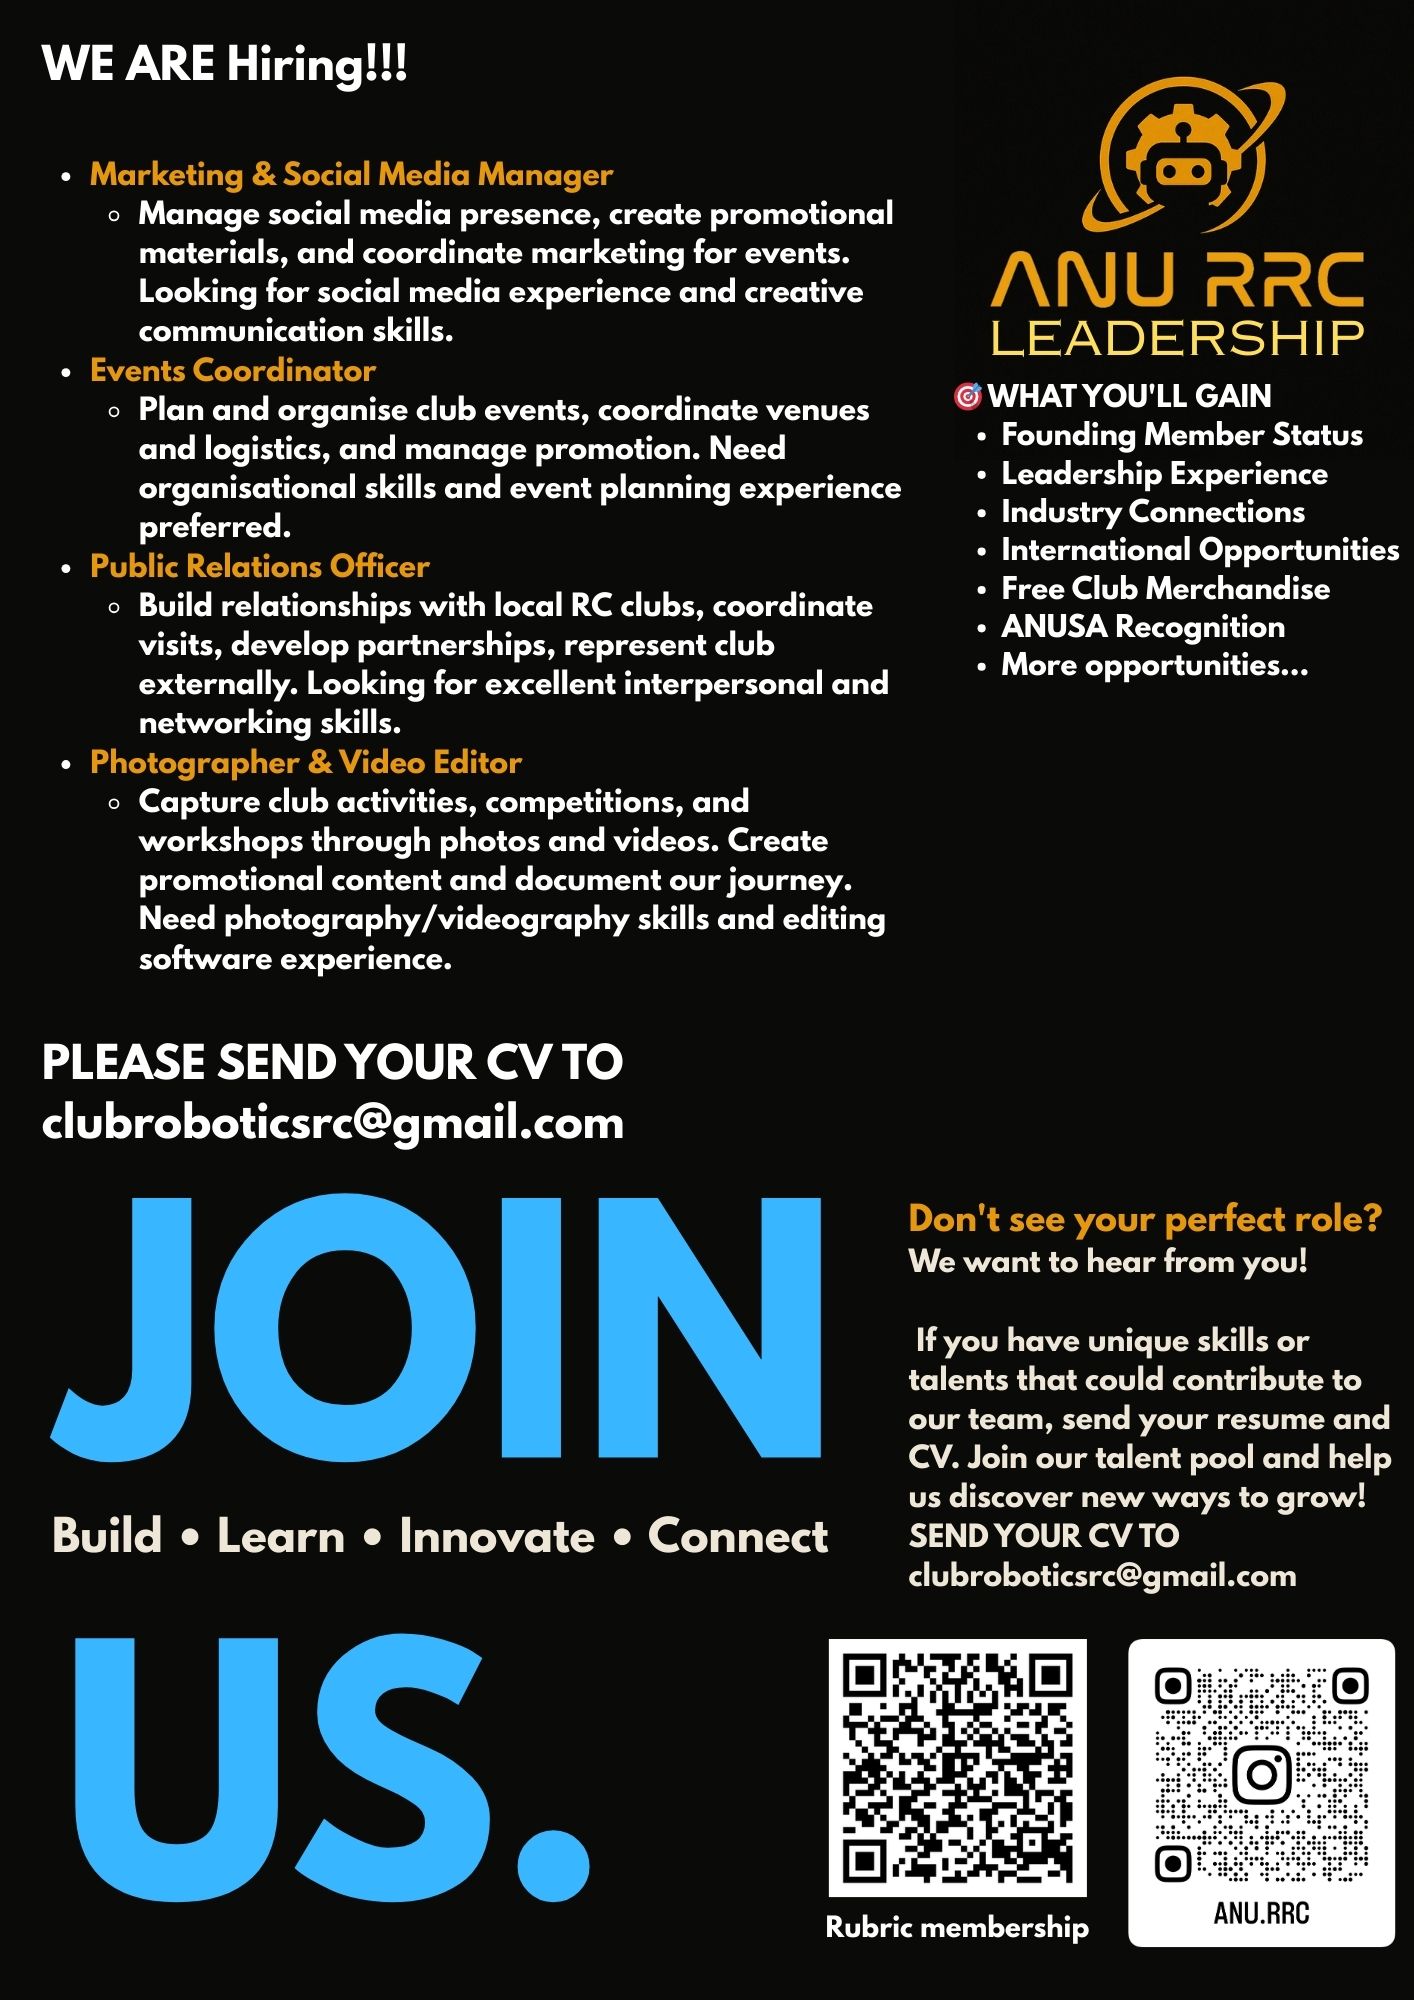 WE ARE Hiring!!!
• Marketing & Social Media Manager
◦ Manage social media presence, create promotional
materials, and coordinate marketing for events.
Looking for social media experience and creative
communication skills.
• Events Coordinator
◦ Plan and organise club events, coordinate venues
and logistics, and manage promotion. Need
organisational skills and event planning experience
preferred.
• Public Relations Officer
◦ Build relationships with local RC clubs, coordinate
visits, develop partnerships, represent club
externally. Looking for excellent interpersonal and
networking skills.
• Photographer & Video Editor
◦ Capture club activities, competitions, and
workshops through photos and videos. Create
promotional content and document our journey.
Need photography/videography skills and editing
software experience.
ANU RRC
LEADERSHIP
🎯WHAT YOU'LL GAIN
• Founding Member Status
• Leadership Experience
• Industry Connections
• International Opportunities
• Free Club Merchandise
• ANUSA Recognition
• More opportunities...
PLEASE SEND YOUR CV TO
clubroboticsrc@gmail.com
JOIN
Build • Learn • Innovate • Connect
US.
Don't see your perfect role?
We want to hear from you!
If you have unique skills or
talents that could contribute to
our team, send your resume and
CV. Join our talent pool and help
us discover new ways to grow!
SEND YOUR CV TO
clubroboticsrc@gmail.com
Rubric membership
ANU.RRC